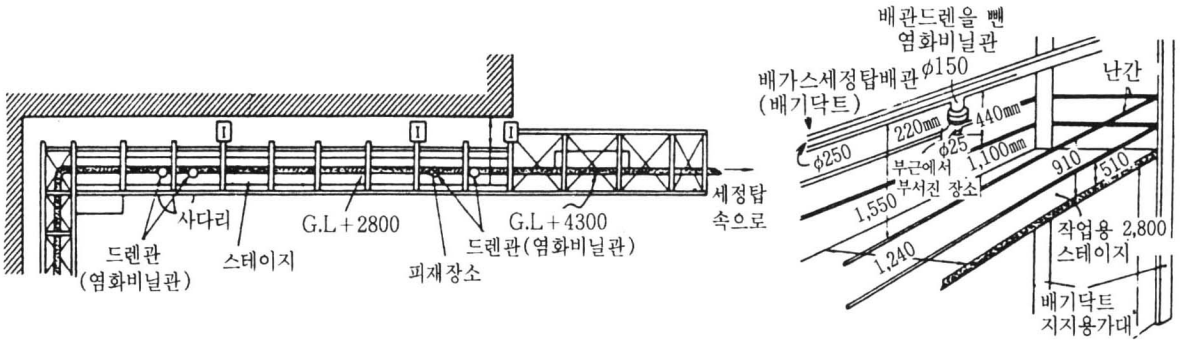 I
I
I
사다리
G.L+2800
G.L+4300
세정탑
속으로
드렌관
(염화비닐관)
스테이지
피재장소
드렌관(염화비닐관)
배관드렌을 뺀
염화비닐관
φ150
배가스세정탑배관
(배기닥트)
난간
φ250
220mm
440mm
φ25
1,100mm
부근에서
부서진 장소
910
510
1,550
1,240
작업용
스테이지
2,800
배기닥트
지지용가대